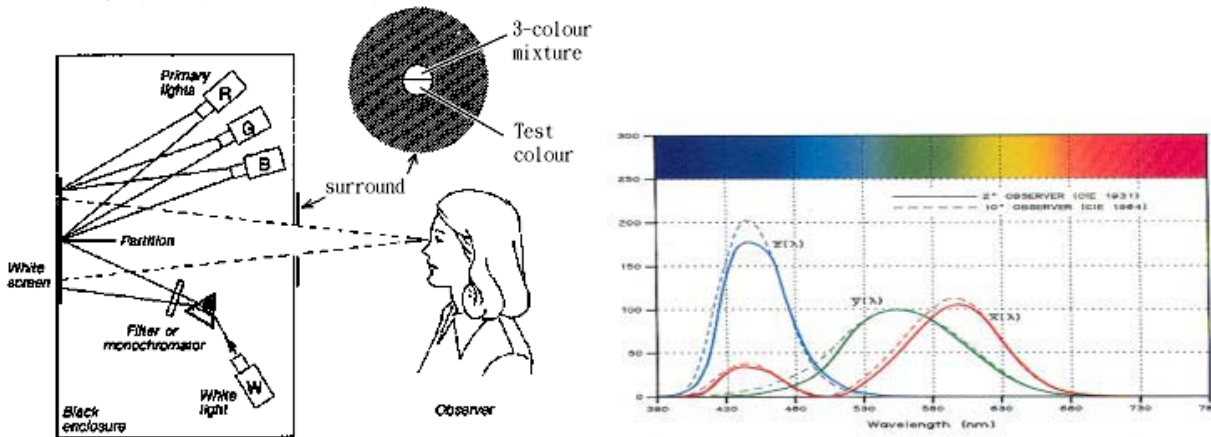 3-colour
mixture
Test
colour
surround
Primary
lights
R
G
B
Partition
White
screen
Filter or
monochromator
White
light
W
Black
enclosure
Observer
300
250
200
150
100
50
0
2° OBSERVER (CIE 1931)
10° OBSERVER (CIE 1964)
z(λ)
y(λ)
x(λ)
380 430 480 530 580 630 680 730 78
Wavelength (nm)